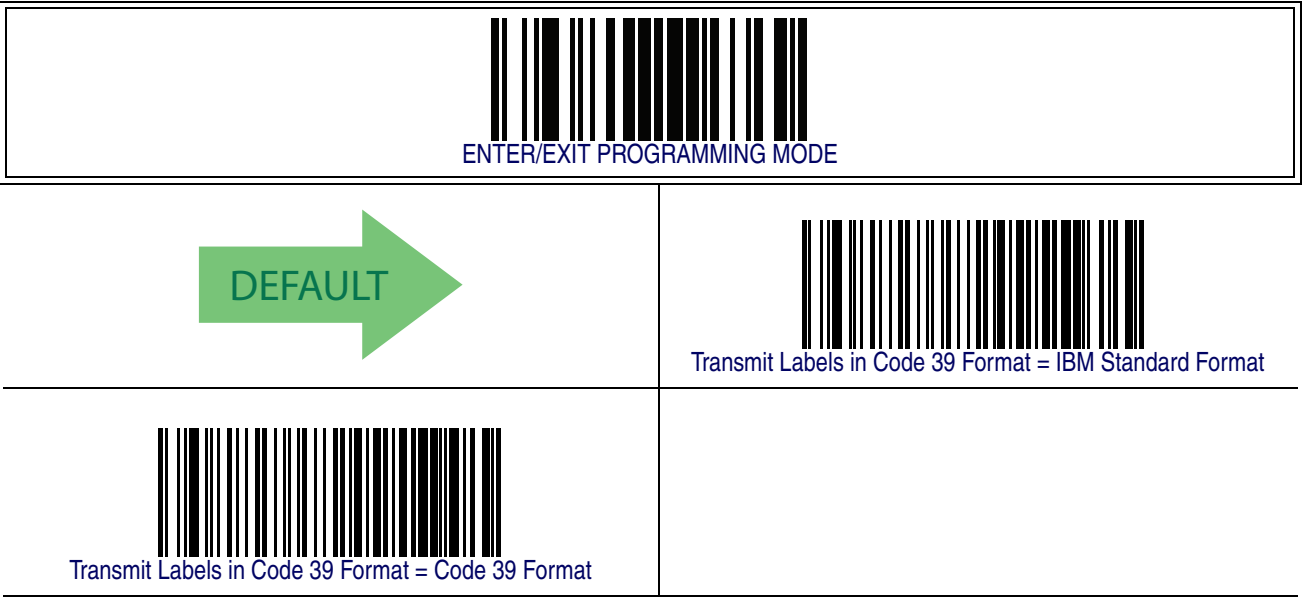 ENTER/EXIT PROGRAMMING MODE
DEFAULT
Transmit Labels in Code 39 Format = IBM Standard Format
Transmit Labels in Code 39 Format = Code 39 Format